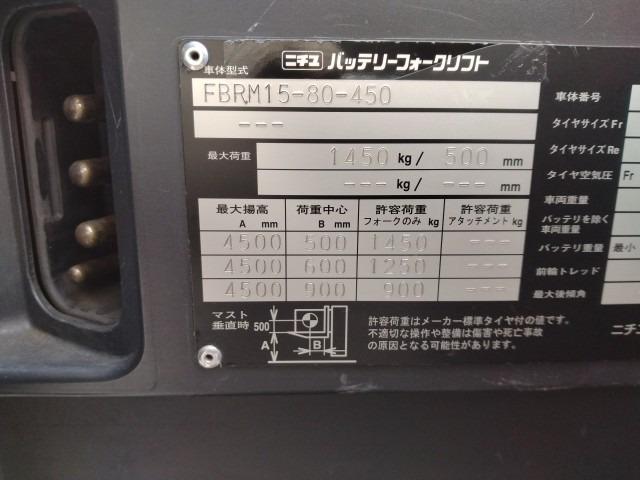 ニチユ バッテリーフォークリフト
車体型式
FBRM15-80-450
---
最大荷重 1450 kg/ 500 mm
--- kg/ --- mm
最大揚高 A mm 荷重中心 B mm 許容荷重 フォークのみ kg 許容荷重 アタッチメント kg
4500 500 1450 ---
4500 600 1250 ---
4500 900 900 ---
マスト垂直時 500 A B
許容荷重はメーカー標準タイヤ付の値です。
不適切な操作や整備は傷害や死亡事故
の原因となる可能性があります。
車体番号
タイヤサイズ Fr
タイヤサイズ Re
タイヤ空気圧 Fr
車両重量
バッテリを除く
車両重量
バッテリ重量 最小
前輪トレッド
最大後傾角
ニチ